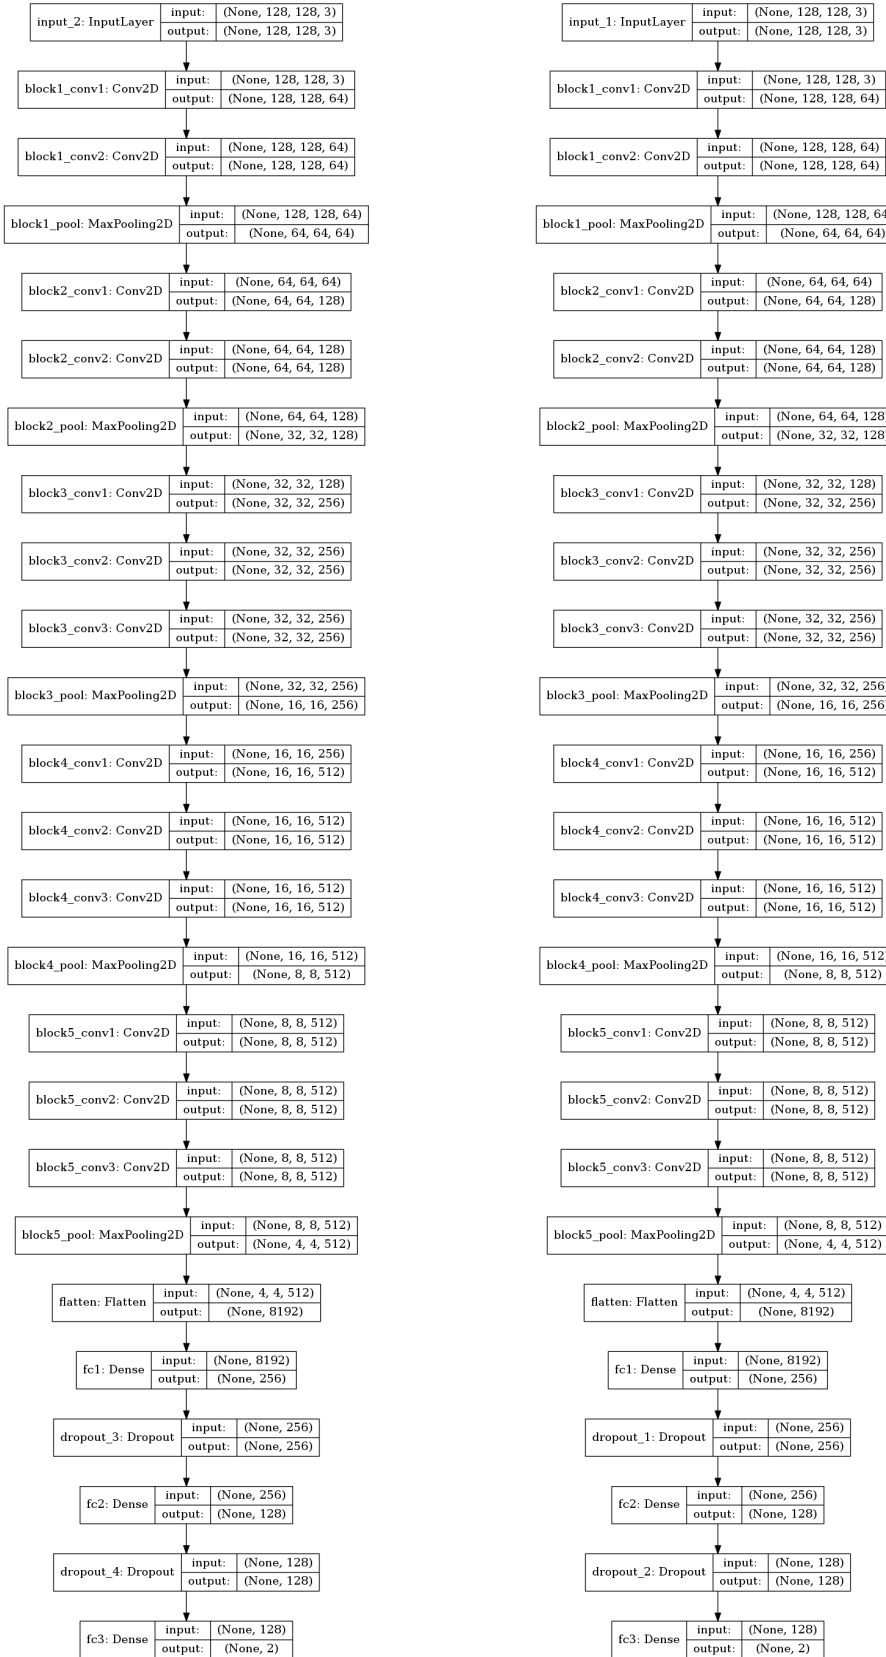 input_2: InputLayer
input: (None, 128, 128, 3)
output: (None, 128, 128, 3)
block1_conv1: Conv2D
input: (None, 128, 128, 3)
output: (None, 128, 128, 64)
block1_conv2: Conv2D
input: (None, 128, 128, 64)
output: (None, 128, 128, 64)
block1_pool: MaxPooling2D
input: (None, 128, 128, 64)
output: (None, 64, 64, 64)
block2_conv1: Conv2D
input: (None, 64, 64, 64)
output: (None, 64, 64, 128)
block2_conv2: Conv2D
input: (None, 64, 64, 128)
output: (None, 64, 64, 128)
block2_pool: MaxPooling2D
input: (None, 64, 64, 128)
output: (None, 32, 32, 128)
block3_conv1: Conv2D
input: (None, 32, 32, 128)
output: (None, 32, 32, 256)
block3_conv2: Conv2D
input: (None, 32, 32, 256)
output: (None, 32, 32, 256)
block3_conv3: Conv2D
input: (None, 32, 32, 256)
output: (None, 32, 32, 256)
block3_pool: MaxPooling2D
input: (None, 32, 32, 256)
output: (None, 16, 16, 256)
block4_conv1: Conv2D
input: (None, 16, 16, 256)
output: (None, 16, 16, 512)
block4_conv2: Conv2D
input: (None, 16, 16, 512)
output: (None, 16, 16, 512)
block4_conv3: Conv2D
input: (None, 16, 16, 512)
output: (None, 16, 16, 512)
block4_pool: MaxPooling2D
input: (None, 16, 16, 512)
output: (None, 8, 8, 512)
block5_conv1: Conv2D
input: (None, 8, 8, 512)
output: (None, 8, 8, 512)
block5_conv2: Conv2D
input: (None, 8, 8, 512)
output: (None, 8, 8, 512)
block5_conv3: Conv2D
input: (None, 8, 8, 512)
output: (None, 8, 8, 512)
block5_pool: MaxPooling2D
input: (None, 8, 8, 512)
output: (None, 4, 4, 512)
flatten: Flatten
input: (None, 4, 4, 512)
output: (None, 8192)
fc1: Dense
input: (None, 8192)
output: (None, 256)
dropout_3: Dropout
input: (None, 256)
output: (None, 256)
fc2: Dense
input: (None, 256)
output: (None, 128)
dropout_4: Dropout
input: (None, 128)
output: (None, 128)
fc3: Dense
input: (None, 128)
output: (None, 2)
input_1: InputLayer
input: (None, 128, 128, 3)
output: (None, 128, 128, 3)
block1_conv1: Conv2D
input: (None, 128, 128, 3)
output: (None, 128, 128, 64)
block1_conv2: Conv2D
input: (None, 128, 128, 64)
output: (None, 128, 128, 64)
block1_pool: MaxPooling2D
input: (None, 128, 128, 64
output: (None, 64, 64, 64)
block2_conv1: Conv2D
input: (None, 64, 64, 64)
output: (None, 64, 64, 128)
block2_conv2: Conv2D
input: (None, 64, 64, 128)
output: (None, 64, 64, 128)
block2_pool: MaxPooling2D
input: (None, 64, 64, 128)
output: (None, 32, 32, 128)
block3_conv1: Conv2D
input: (None, 32, 32, 128)
output: (None, 32, 32, 256)
block3_conv2: Conv2D
input: (None, 32, 32, 256)
output: (None, 32, 32, 256)
block3_conv3: Conv2D
input: (None, 32, 32, 256)
output: (None, 32, 32, 256)
block3_pool: MaxPooling2D
input: (None, 32, 32, 256)
output: (None, 16, 16, 256)
block4_conv1: Conv2D
input: (None, 16, 16, 256)
output: (None, 16, 16, 512)
block4_conv2: Conv2D
input: (None, 16, 16, 512)
output: (None, 16, 16, 512)
block4_conv3: Conv2D
input: (None, 16, 16, 512)
output: (None, 16, 16, 512)
block4_pool: MaxPooling2D
input: (None, 16, 16, 512)
output: (None, 8, 8, 512)
block5_conv1: Conv2D
input: (None, 8, 8, 512)
output: (None, 8, 8, 512)
block5_conv2: Conv2D
input: (None, 8, 8, 512)
output: (None, 8, 8, 512)
block5_conv3: Conv2D
input: (None, 8, 8, 512)
output: (None, 8, 8, 512)
block5_pool: MaxPooling2D
input: (None, 8, 8, 512)
output: (None, 4, 4, 512)
flatten: Flatten
input: (None, 4, 4, 512)
output: (None, 8192)
fc1: Dense
input: (None, 8192)
output: (None, 256)
dropout_1: Dropout
input: (None, 256)
output: (None, 256)
fc2: Dense
input: (None, 256)
output: (None, 128)
dropout_2: Dropout
input: (None, 128)
output: (None, 128)
fc3: Dense
input: (None, 128)
output: (None, 2)